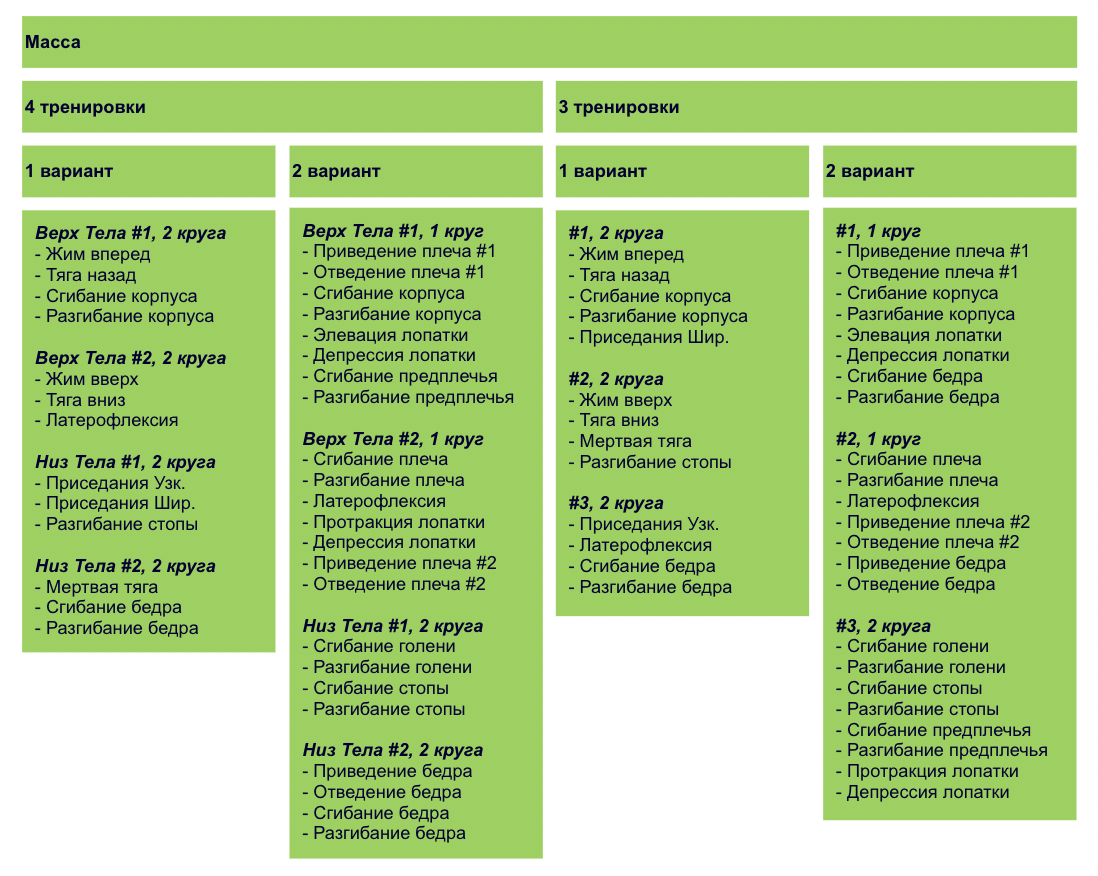 Масса
4 тренировки
3 тренировки
1 вариант
2 вариант
1 вариант
2 вариант
Верх Тела #1, 2 круга
- Жим вперед
- Тяга назад
- Сгибание корпуса
- Разгибание корпуса
Верх Тела #2, 2 круга
- Жим вверх
- Тяга вниз
- Латерофлексия
Низ Тела #1, 2 круга
- Приседания Узк.
- Приседания Шир.
- Разгибание стопы
Низ Тела #2, 2 круга
- Мертвая тяга
- Сгибание бедра
- Разгибание бедра
Верх Тела #1, 1 круг
- Приведение плеча #1
- Отведение плеча #1
- Сгибание корпуса
- Разгибание корпуса
- Элевация лопатки
- Депрессия лопатки
- Сгибание предплечья
- Разгибание предплечья
Верх Тела #2, 1 круг
- Сгибание плеча
- Разгибание плеча
- Латерофлексия
- Протракция лопатки
- Депрессия лопатки
- Приведение плеча #2
- Отведение плеча #2
Низ Тела #1, 2 круга
- Сгибание голени
- Разгибание голени
- Сгибание стопы
- Разгибание стопы
Низ Тела #2, 2 круга
- Приведение бедра
- Отведение бедра
- Сгибание бедра
- Разгибание бедра
#1, 2 круга
- Жим вперед
- Тяга назад
- Сгибание корпуса
- Разгибание корпуса
- Приседания Шир.
#2, 2 круга
- Жим вверх
- Тяга вниз
- Мертвая тяга
- Разгибание стопы
#3, 2 круга
- Приседания Узк.
- Латерофлексия
- Сгибание бедра
- Разгибание бедра
#1, 1 круг
- Приведение плеча #1
- Отведение плеча #1
- Сгибание корпуса
- Разгибание корпуса
- Элевация лопатки
- Депрессия лопатки
- Сгибание бедра
- Разгибание бедра
#2, 1 круг
- Сгибание плеча
- Разгибание плеча
- Латерофлексия
- Приведение плеча #2
- Отведение плеча #2
- Приведение бедра
- Отведение бедра
#3, 2 круга
- Сгибание голени
- Разгибание голени
- Сгибание стопы
- Разгибание стопы
- Сгибание предплечья
- Разгибание предплечья
- Протракция лопатки
- Депрессия лопатки